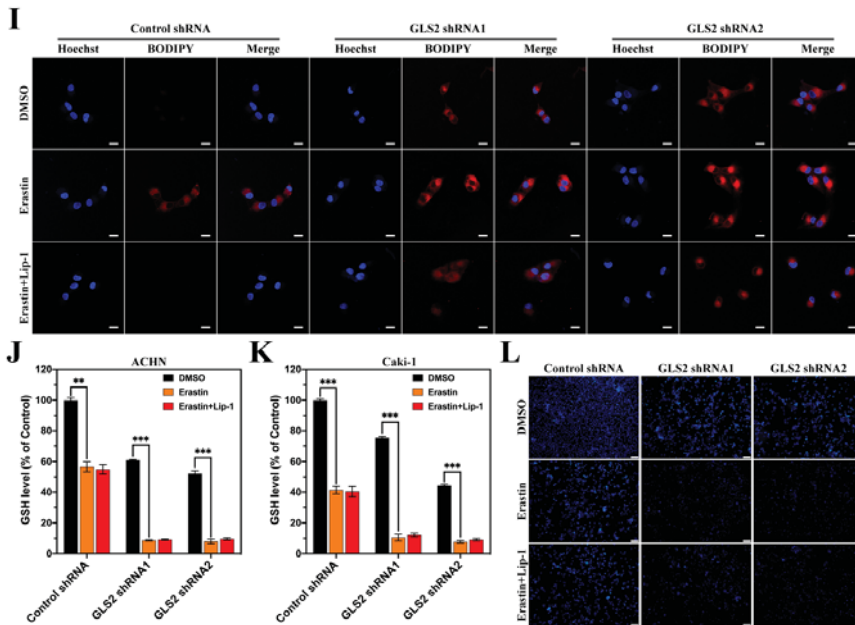 I
Control shRNA GLS2 shRNA1 GLS2 shRNA2
Hoechst BODIPY Merge Hoechst BODIPY Merge Hoechst BODIPY Merge
DMSO
Erastin
Erastin+Lip-1
J
ACHN
GSH level (% of Control)
120
100
80
60
40
20
0
**
***
***
DMSO
Erastin
Erastin+Lip-1
Control shRNA
GLS2 shRNA1
GLS2 shRNA2
K
Caki-1
GSH level (% of Control)
120
100
80
60
40
20
0
***
***
***
DMSO
Erastin
Erastin+Lip-1
Control shRNA
GLS2 shRNA1
GLS2 shRNA2
L
Control shRNA GLS2 shRNA1 GLS2 shRNA2
DMSO
Erastin
Erastin+Lip-1